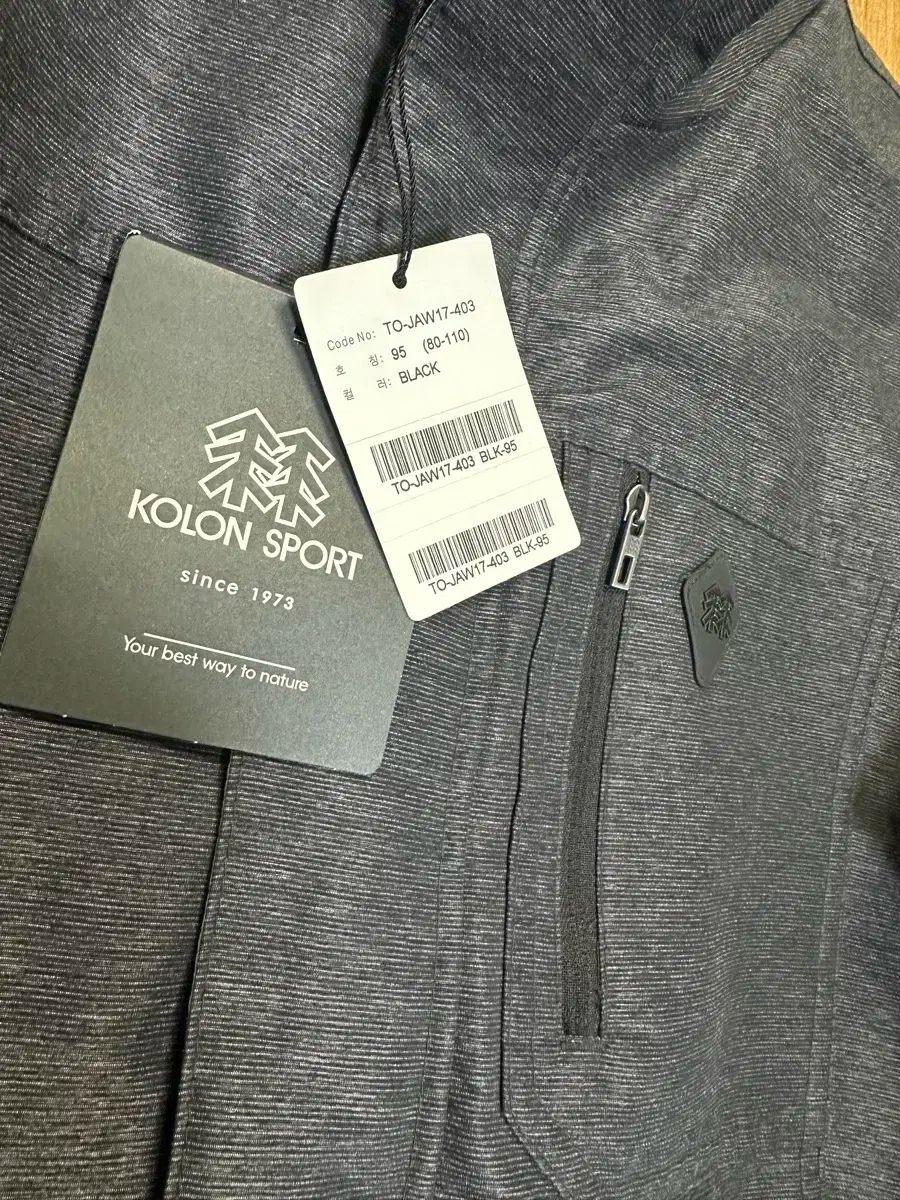 KOLON SPORT
since 1973
Your best way to nature
Code No: TO-JAW17-403
호 칭: 95 (80-110)
컬 러: BLACK
TO-JAW17-403 BLK-95
TO-JAW17-403 BLK-95